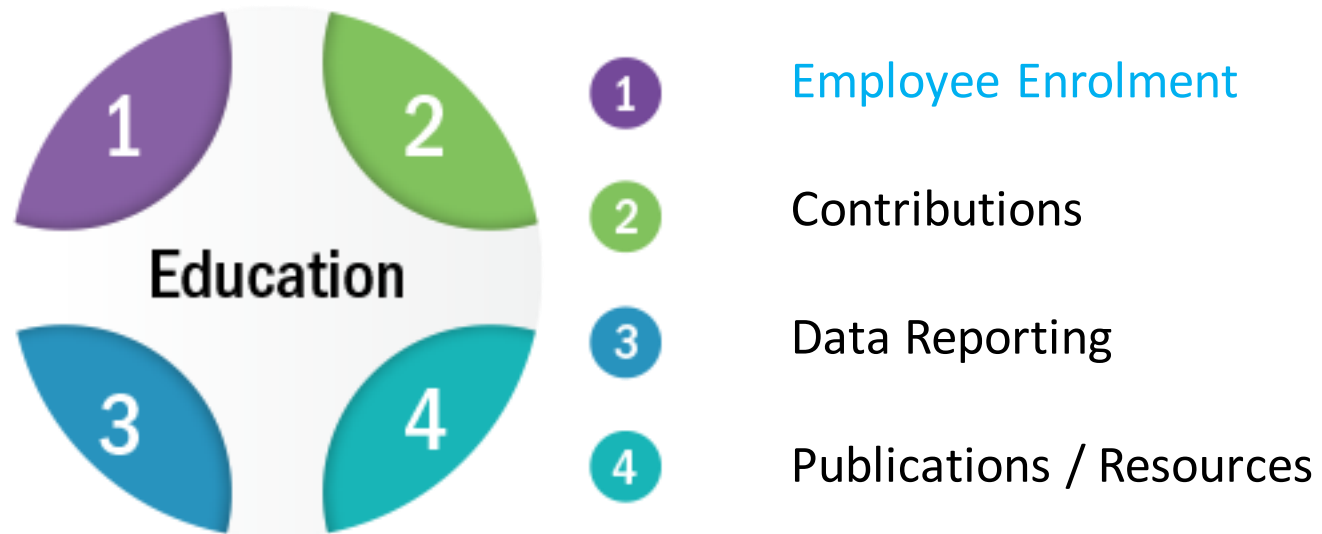 1
2
Education
3
4
1 Employee Enrolment
2 Contributions
3 Data Reporting
4 Publications / Resources